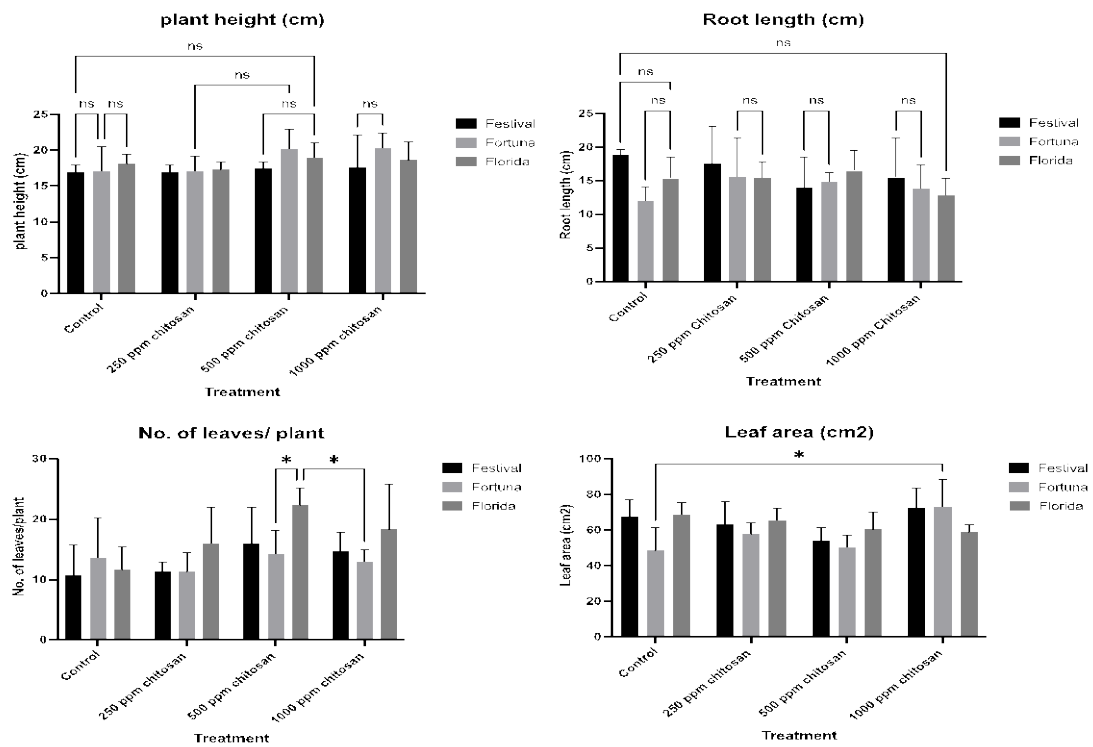 plant height (cm)
ns
ns
ns
ns
ns
ns
plant height (cm)
25
20
15
10
5
0
Festival
Fortuna
Florida
Control
250 ppm chitosan
500 ppm chitosan
1000 ppm chitosan
Treatment
Root length (cm)
ns
ns
ns
ns
ns
ns
Root length (cm)
25
20
15
10
5
0
Festival
Fortuna
Florida
Control
250 ppm Chitosan
500 ppm Chitosan
1000 ppm Chitosan
Treatment
No. of leaves/ plant
* *
No. of leaves/plant
30
20
10
0
Festival
Fortuna
Florida
Control
250 ppm chitosan
500 ppm chitosan
1000 ppm chitosan
Treatment
Leaf area (cm2)
*
Leaf area (cm2)
100
80
60
40
20
0
Festival
Fortuna
Florida
Control
250 ppm chitosan
500 ppm chitosan
1000 ppm chitosan
Treatment